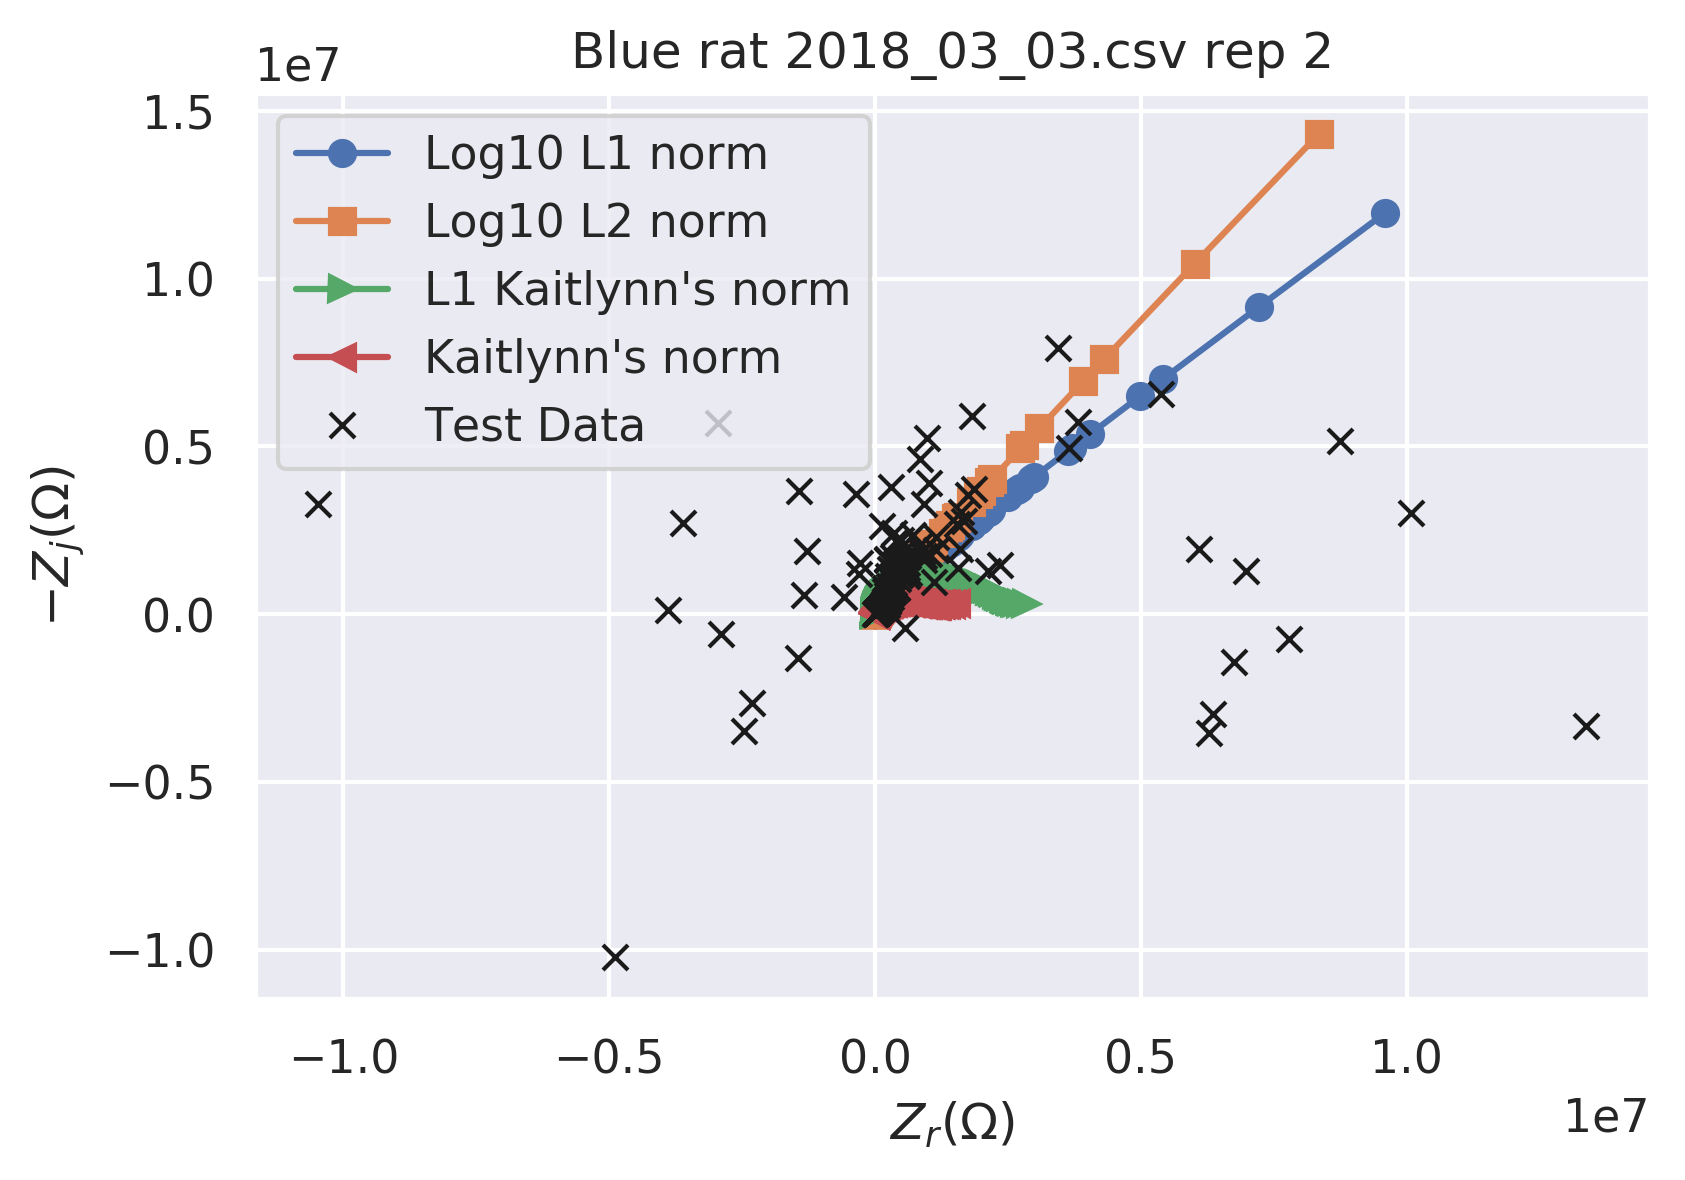 Blue rat 2018_03_03.csv rep 2
1e7
1.5
1.0
0.5
0.0
−0.5
−1.0
−Z_j(Ω)
Log10 L1 norm
Log10 L2 norm
L1 Kaitlynn's norm
Kaitlynn's norm
Test Data
−1.0 −0.5 0.0 0.5 1.0
1e7
Z_r(Ω)